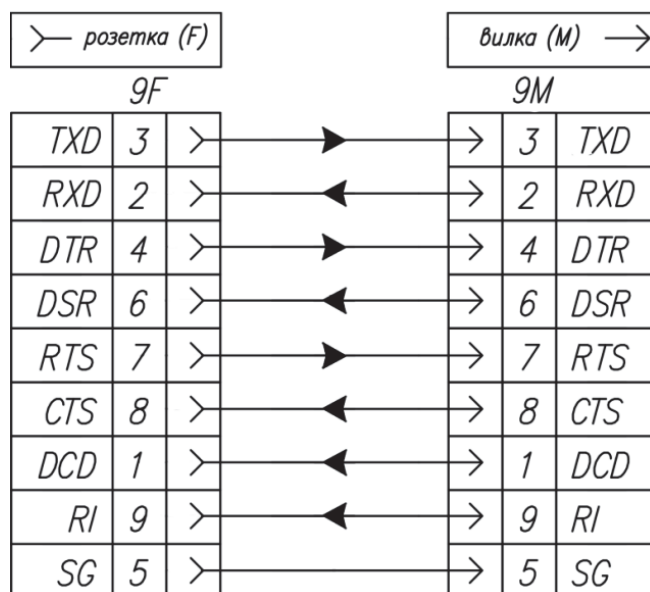 розетка (F) вилка (M)
9F 9M
TXD 3 3 TXD
RXD 2 2 RXD
DTR 4 4 DTR
DSR 6 6 DSR
RTS 7 7 RTS
CTS 8 8 CTS
DCD 1 1 DCD
RI 9 9 RI
SG 5 5 SG